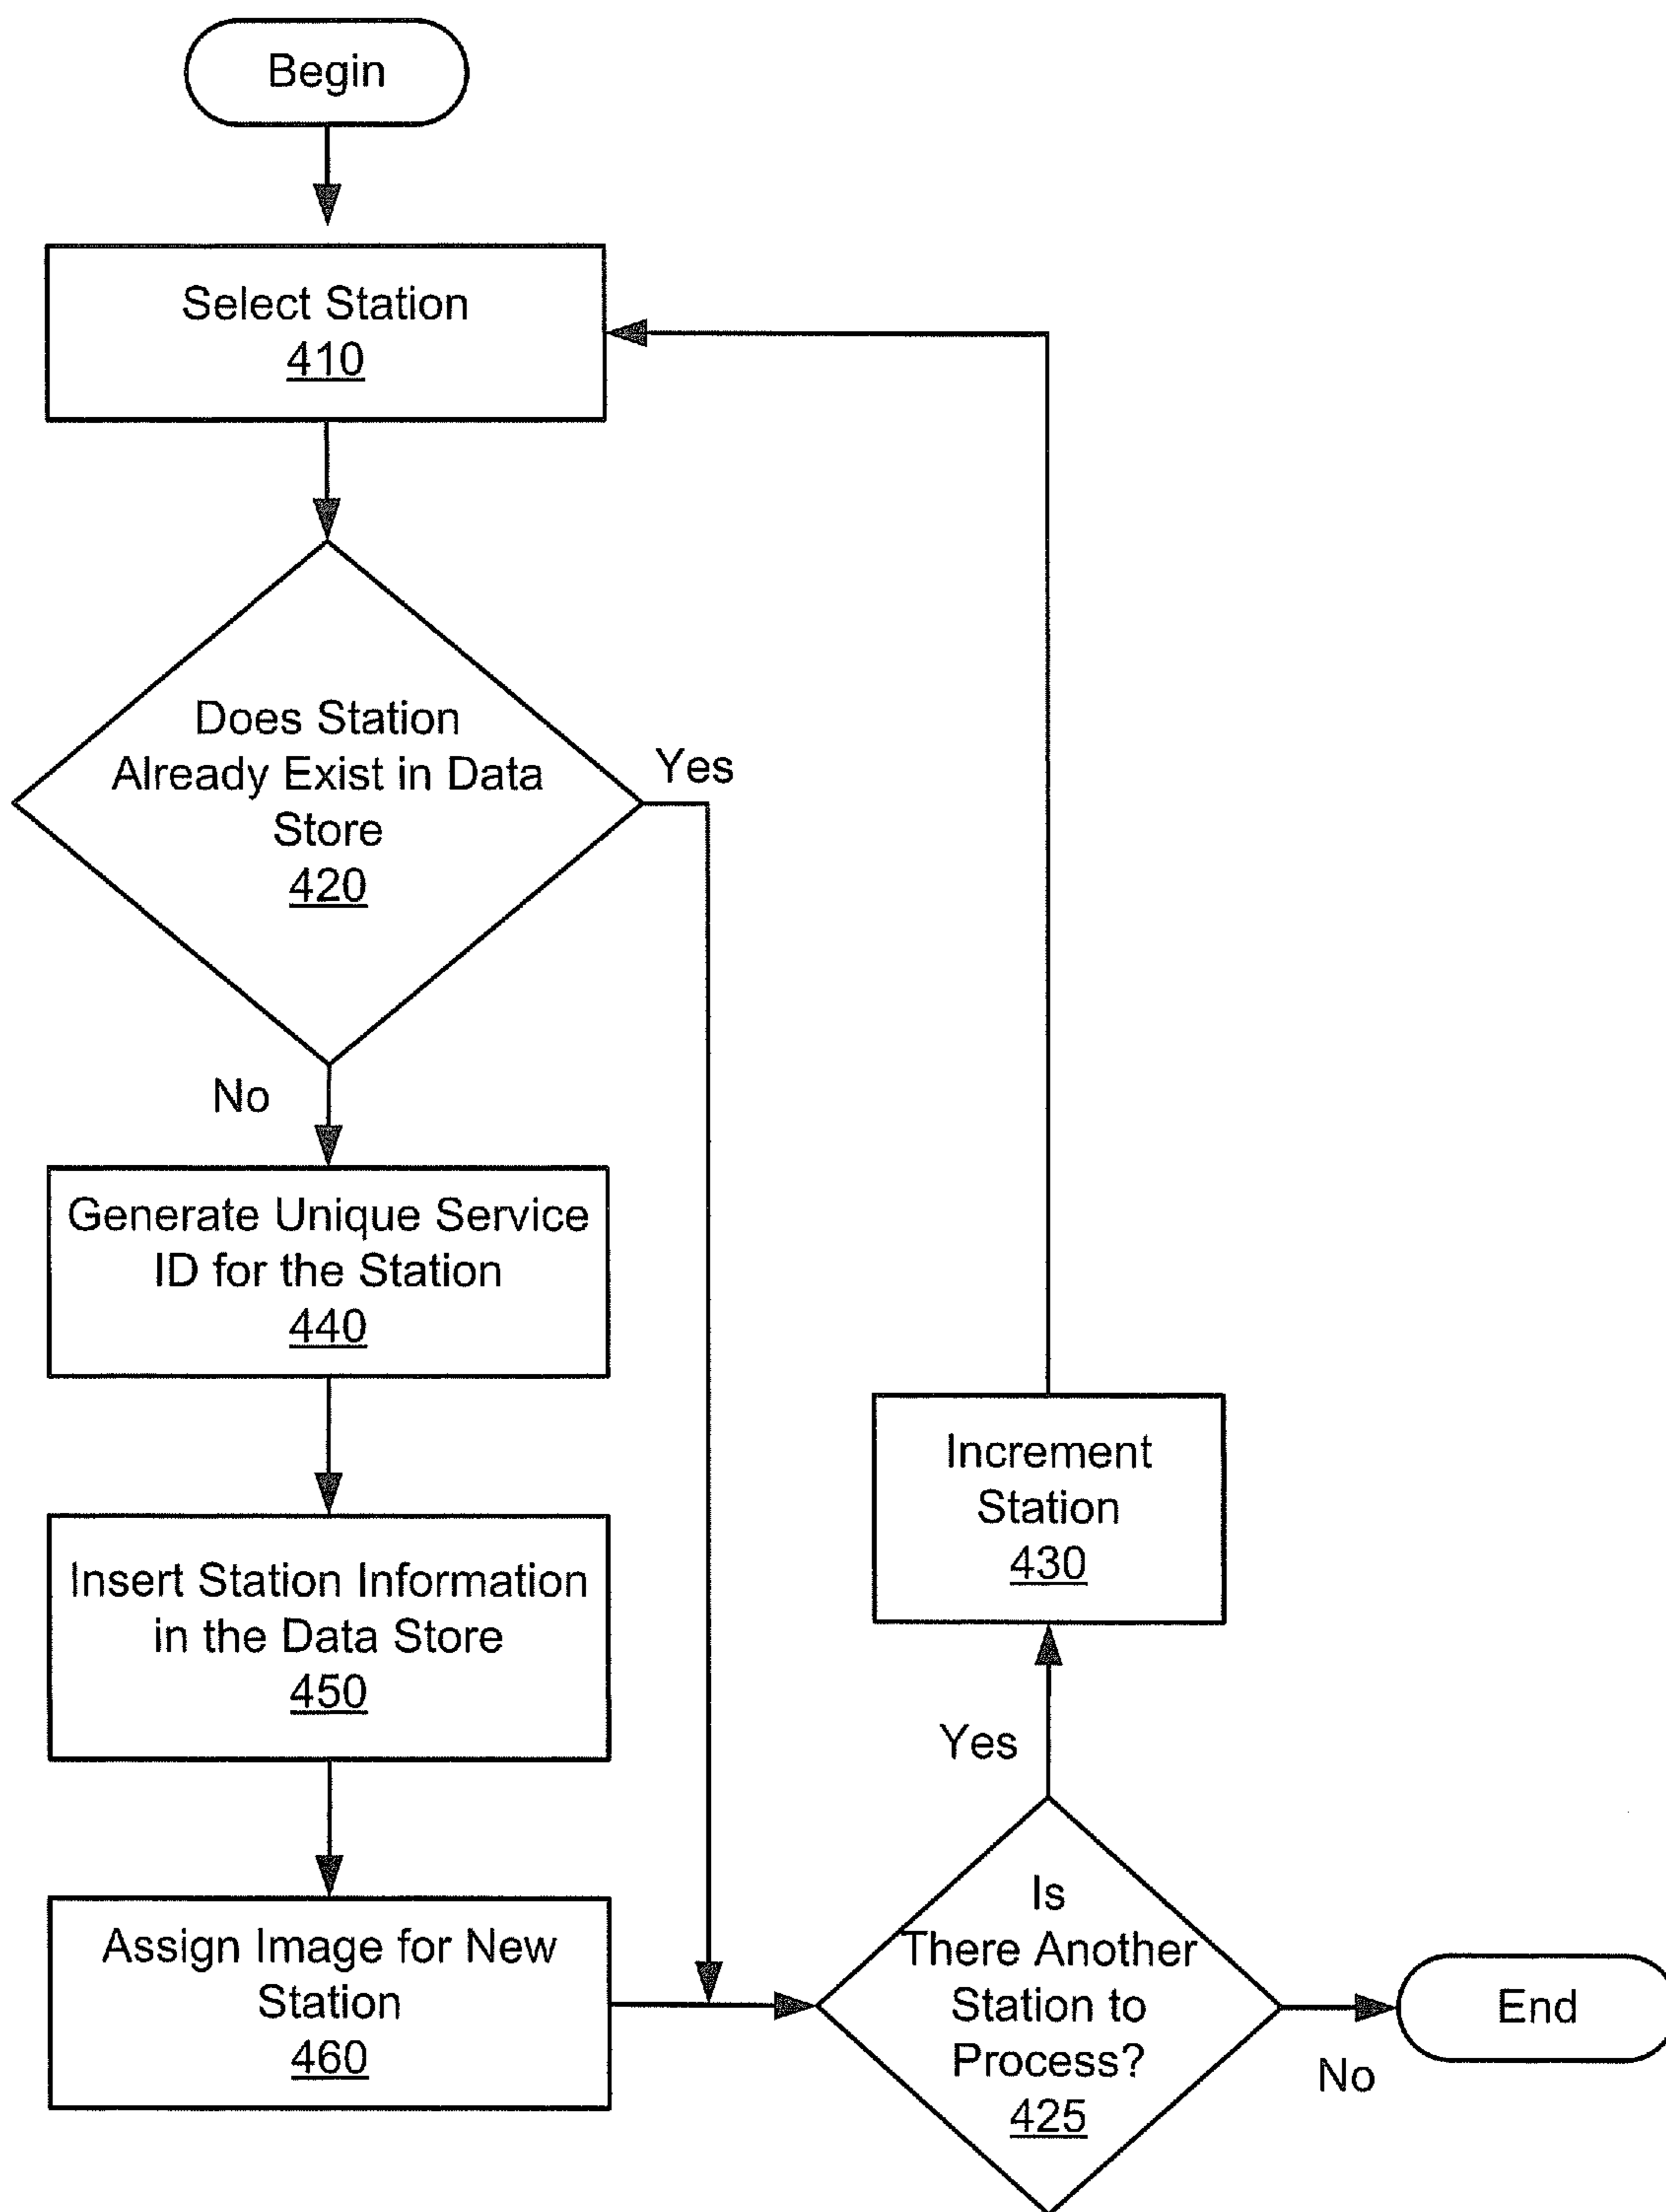 Begin
Select Station
410
Does Station
Already Exist in Data
Store
420
Yes
No
Generate Unique Service
ID for the Station
440
Insert Station Information
in the Data Store
450
Assign Image for New
Station
460
Increment
Station
430
Yes
Is
There Another
Station to
Process?
425
No
End